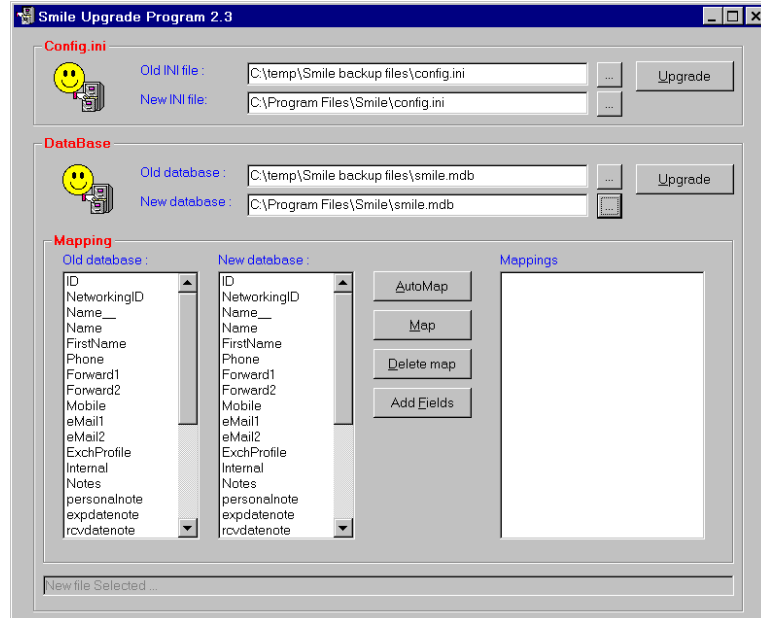 Smile Upgrade Program 2.3
Config.ini
Old INI file :
C:\temp\Smile backup files\config.ini
...
Upgrade
New INI file:
C:\Program Files\Smile\config.ini
...
DataBase
Old database :
C:\temp\Smile backup files\smile.mdb
...
Upgrade
New database :
C:\Program Files\Smile\smile.mdb
...
Mapping
Old database :
ID
NetworkingID
Name__
Name
FirstName
Phone
Forward1
Forward2
Mobile
eMail1
eMail2
ExchProfile
Internal
Notes
personalnote
expdatenote
rcvdatenote
New database :
ID
NetworkingID
Name__
Name
FirstName
Phone
Forward1
Forward2
Mobile
eMail1
eMail2
ExchProfile
Internal
Notes
personalnote
expdatenote
rcvdatenote
AutoMap
Map
Delete map
Add Fields
Mappings
New file Selected ...